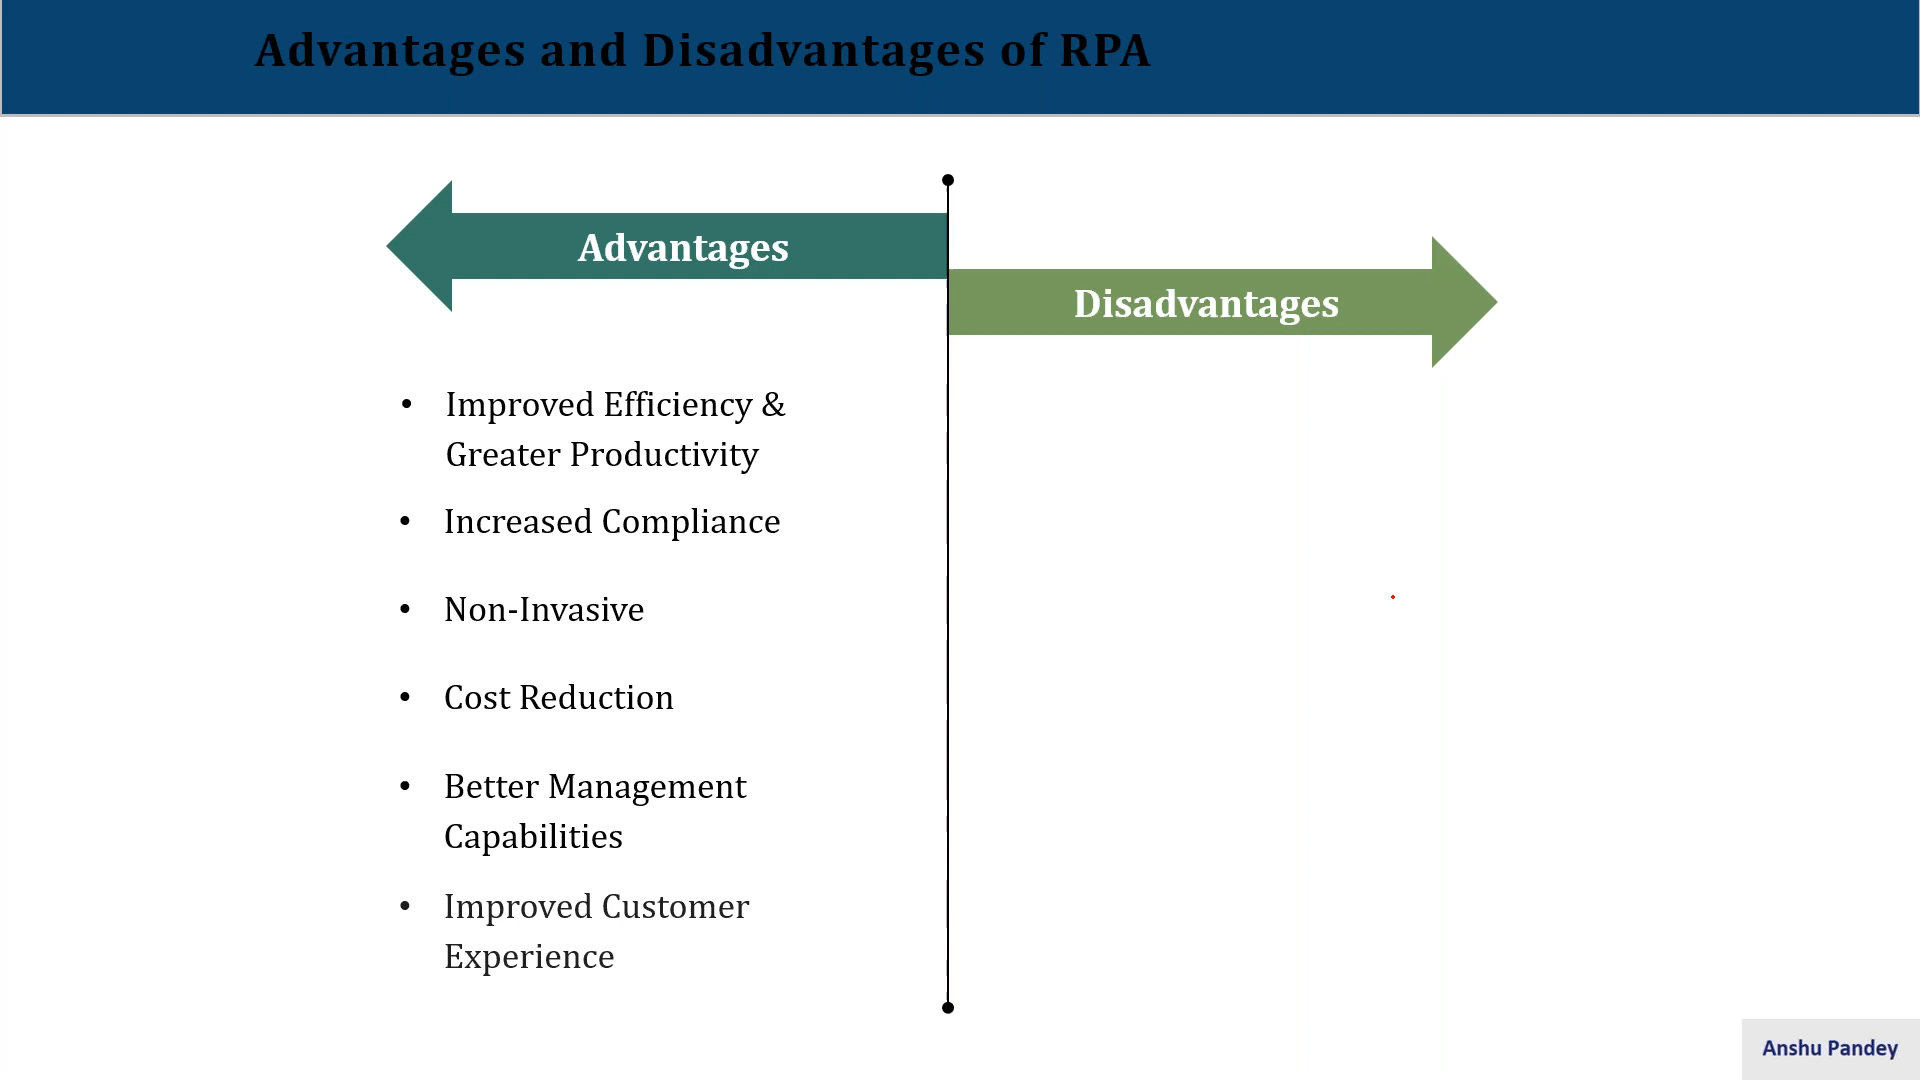 Advantages and Disadvantages of RPA
Advantages
Disadvantages
• Improved Efficiency &
Greater Productivity
• Increased Compliance
• Non-Invasive
• Cost Reduction
• Better Management
Capabilities
• Improved Customer
Experience
Anshu Pandey